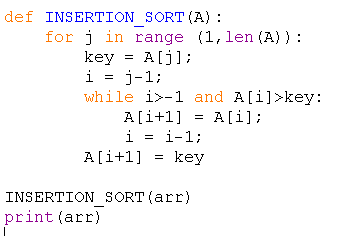 def INSERTION_SORT(A):
    for j in range (1,len(A)):
        key = A[j];
        i = j-1;
        while i>-1 and A[i]>key:
            A[i+1] = A[i];
            i = i-1;
        A[i+1] = key

INSERTION_SORT(arr)
print(arr)